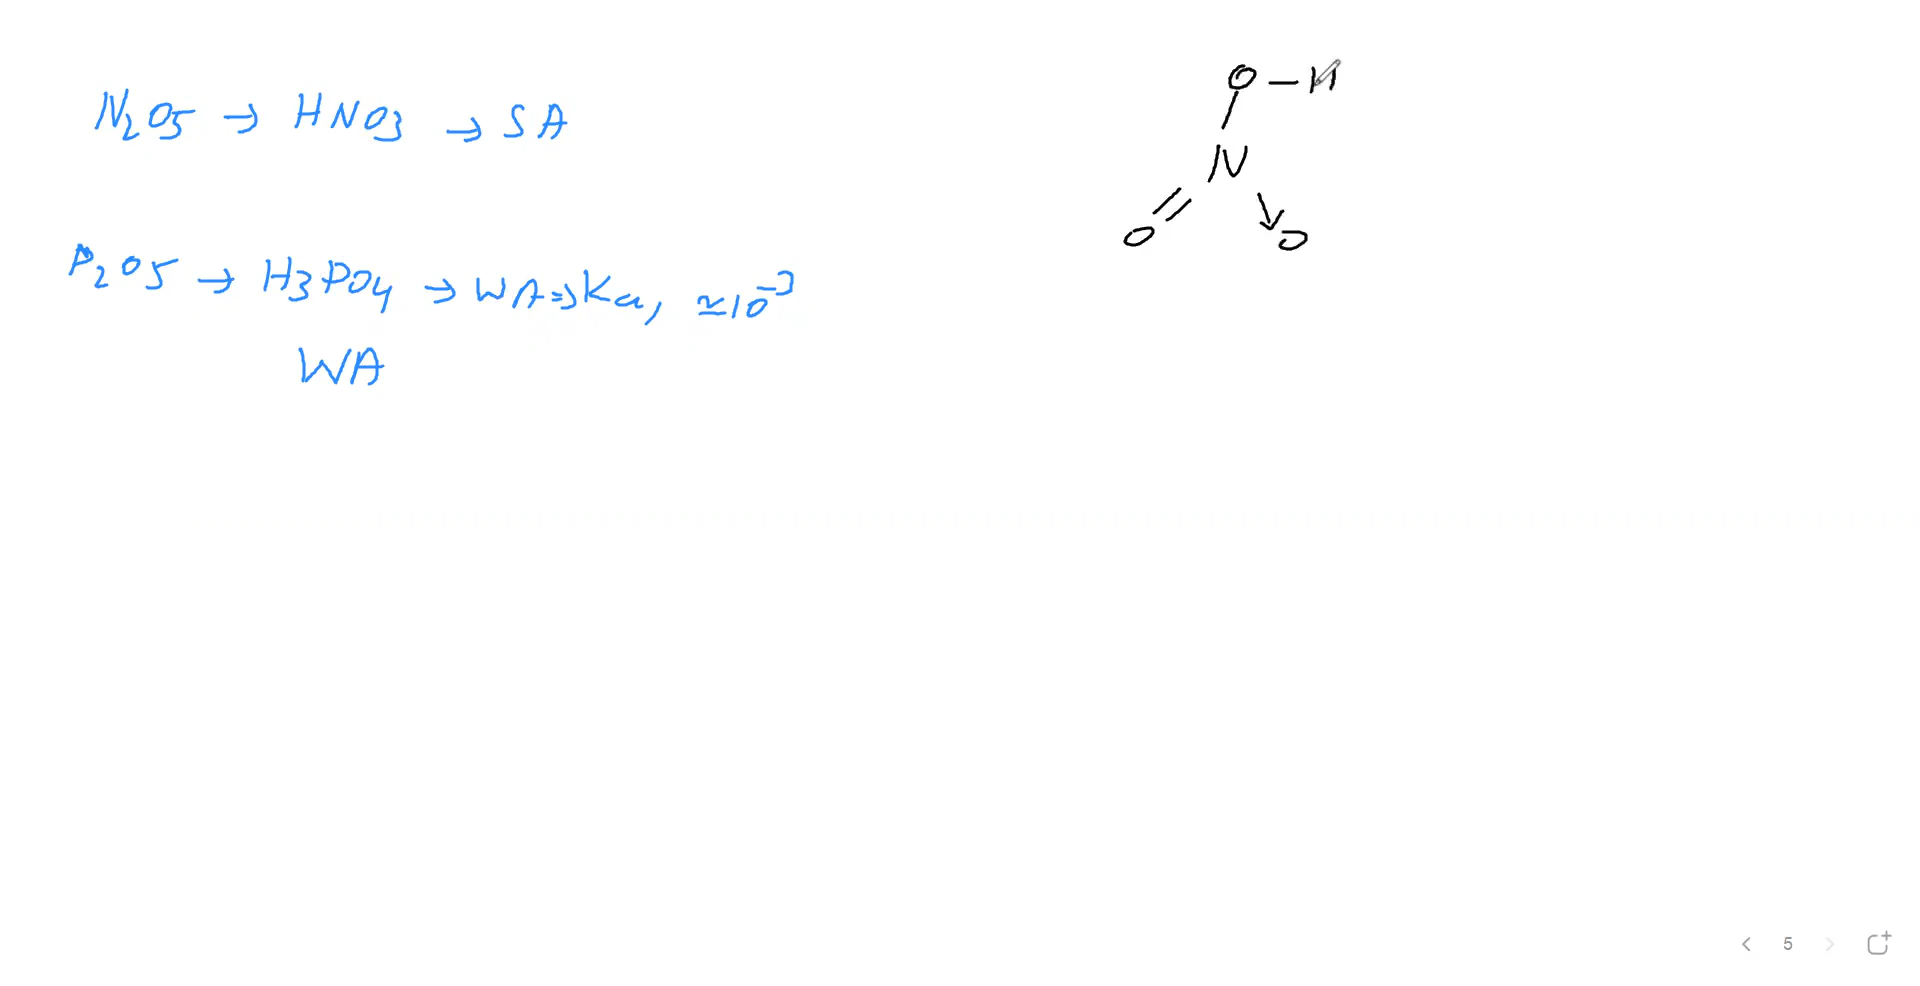 N₂O₅ → HNO₃ → SA
P₂O₅ → H₃PO₄ → WA ⇒ Ka₁ ≃ 10⁻³
WA
O – H
N
O
O
5